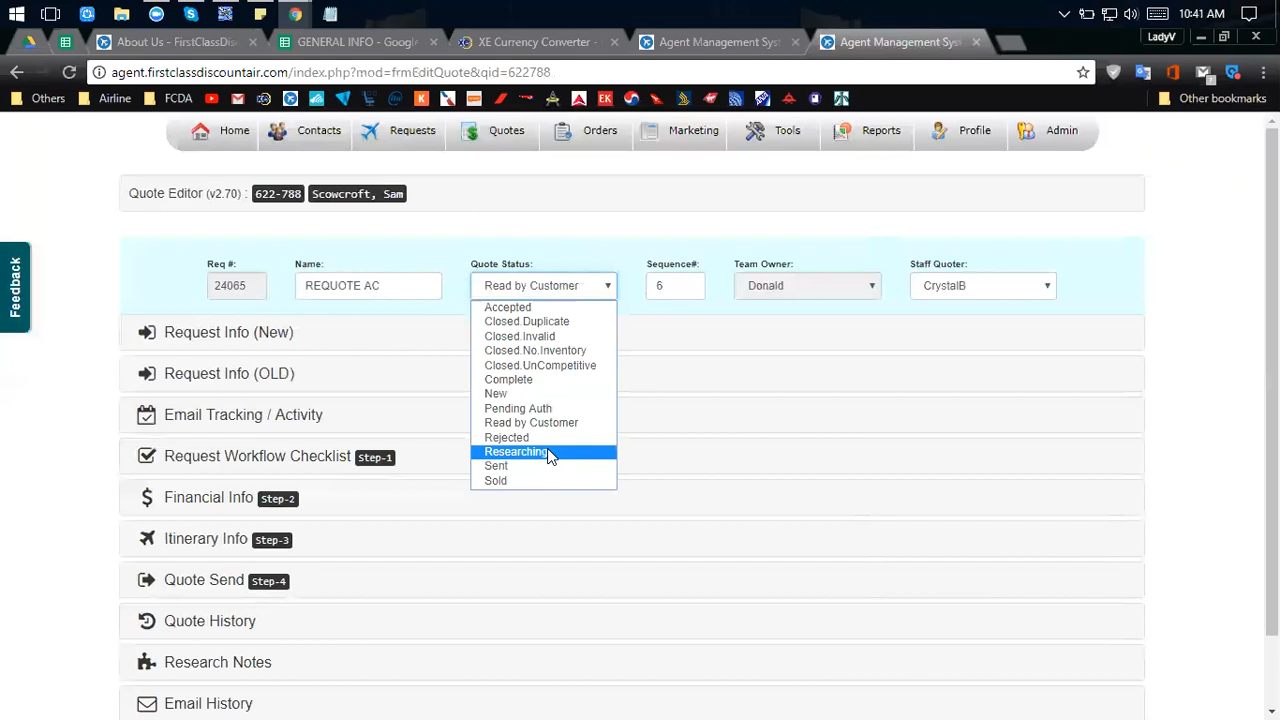 10:41 AM
About Us - FirstClassDis
GENERAL INFO - Google
XE Currency Converter -
Agent Management Sys
Agent Management Sys
LadyV
agent.firstclassdiscountair.com/index.php?mod=frmEditQuote&qid=622788
Others
Airline
FCDA
EK
Other bookmarks
Home
Contacts
Requests
Quotes
Orders
Marketing
Tools
Reports
Profile
Admin
Quote Editor (v2.70) : 622-788 Scowcroft, Sam
Feedback
Req #:
Name:
Quote Status:
Sequence#:
Team Owner:
Staff Quoter:
24065
REQUOTE AC
Read by Customer
6
Donald
CrystalB
Accepted
Closed.Duplicate
Closed.Invalid
Closed.No.Inventory
Closed.UnCompetitive
Complete
New
Pending Auth
Read by Customer
Rejected
Researching
Sent
Sold
Request Info (New)
Request Info (OLD)
Email Tracking / Activity
Request Workflow Checklist Step-1
Financial Info Step-2
Itinerary Info Step-3
Quote Send Step-4
Quote History
Research Notes
Email History